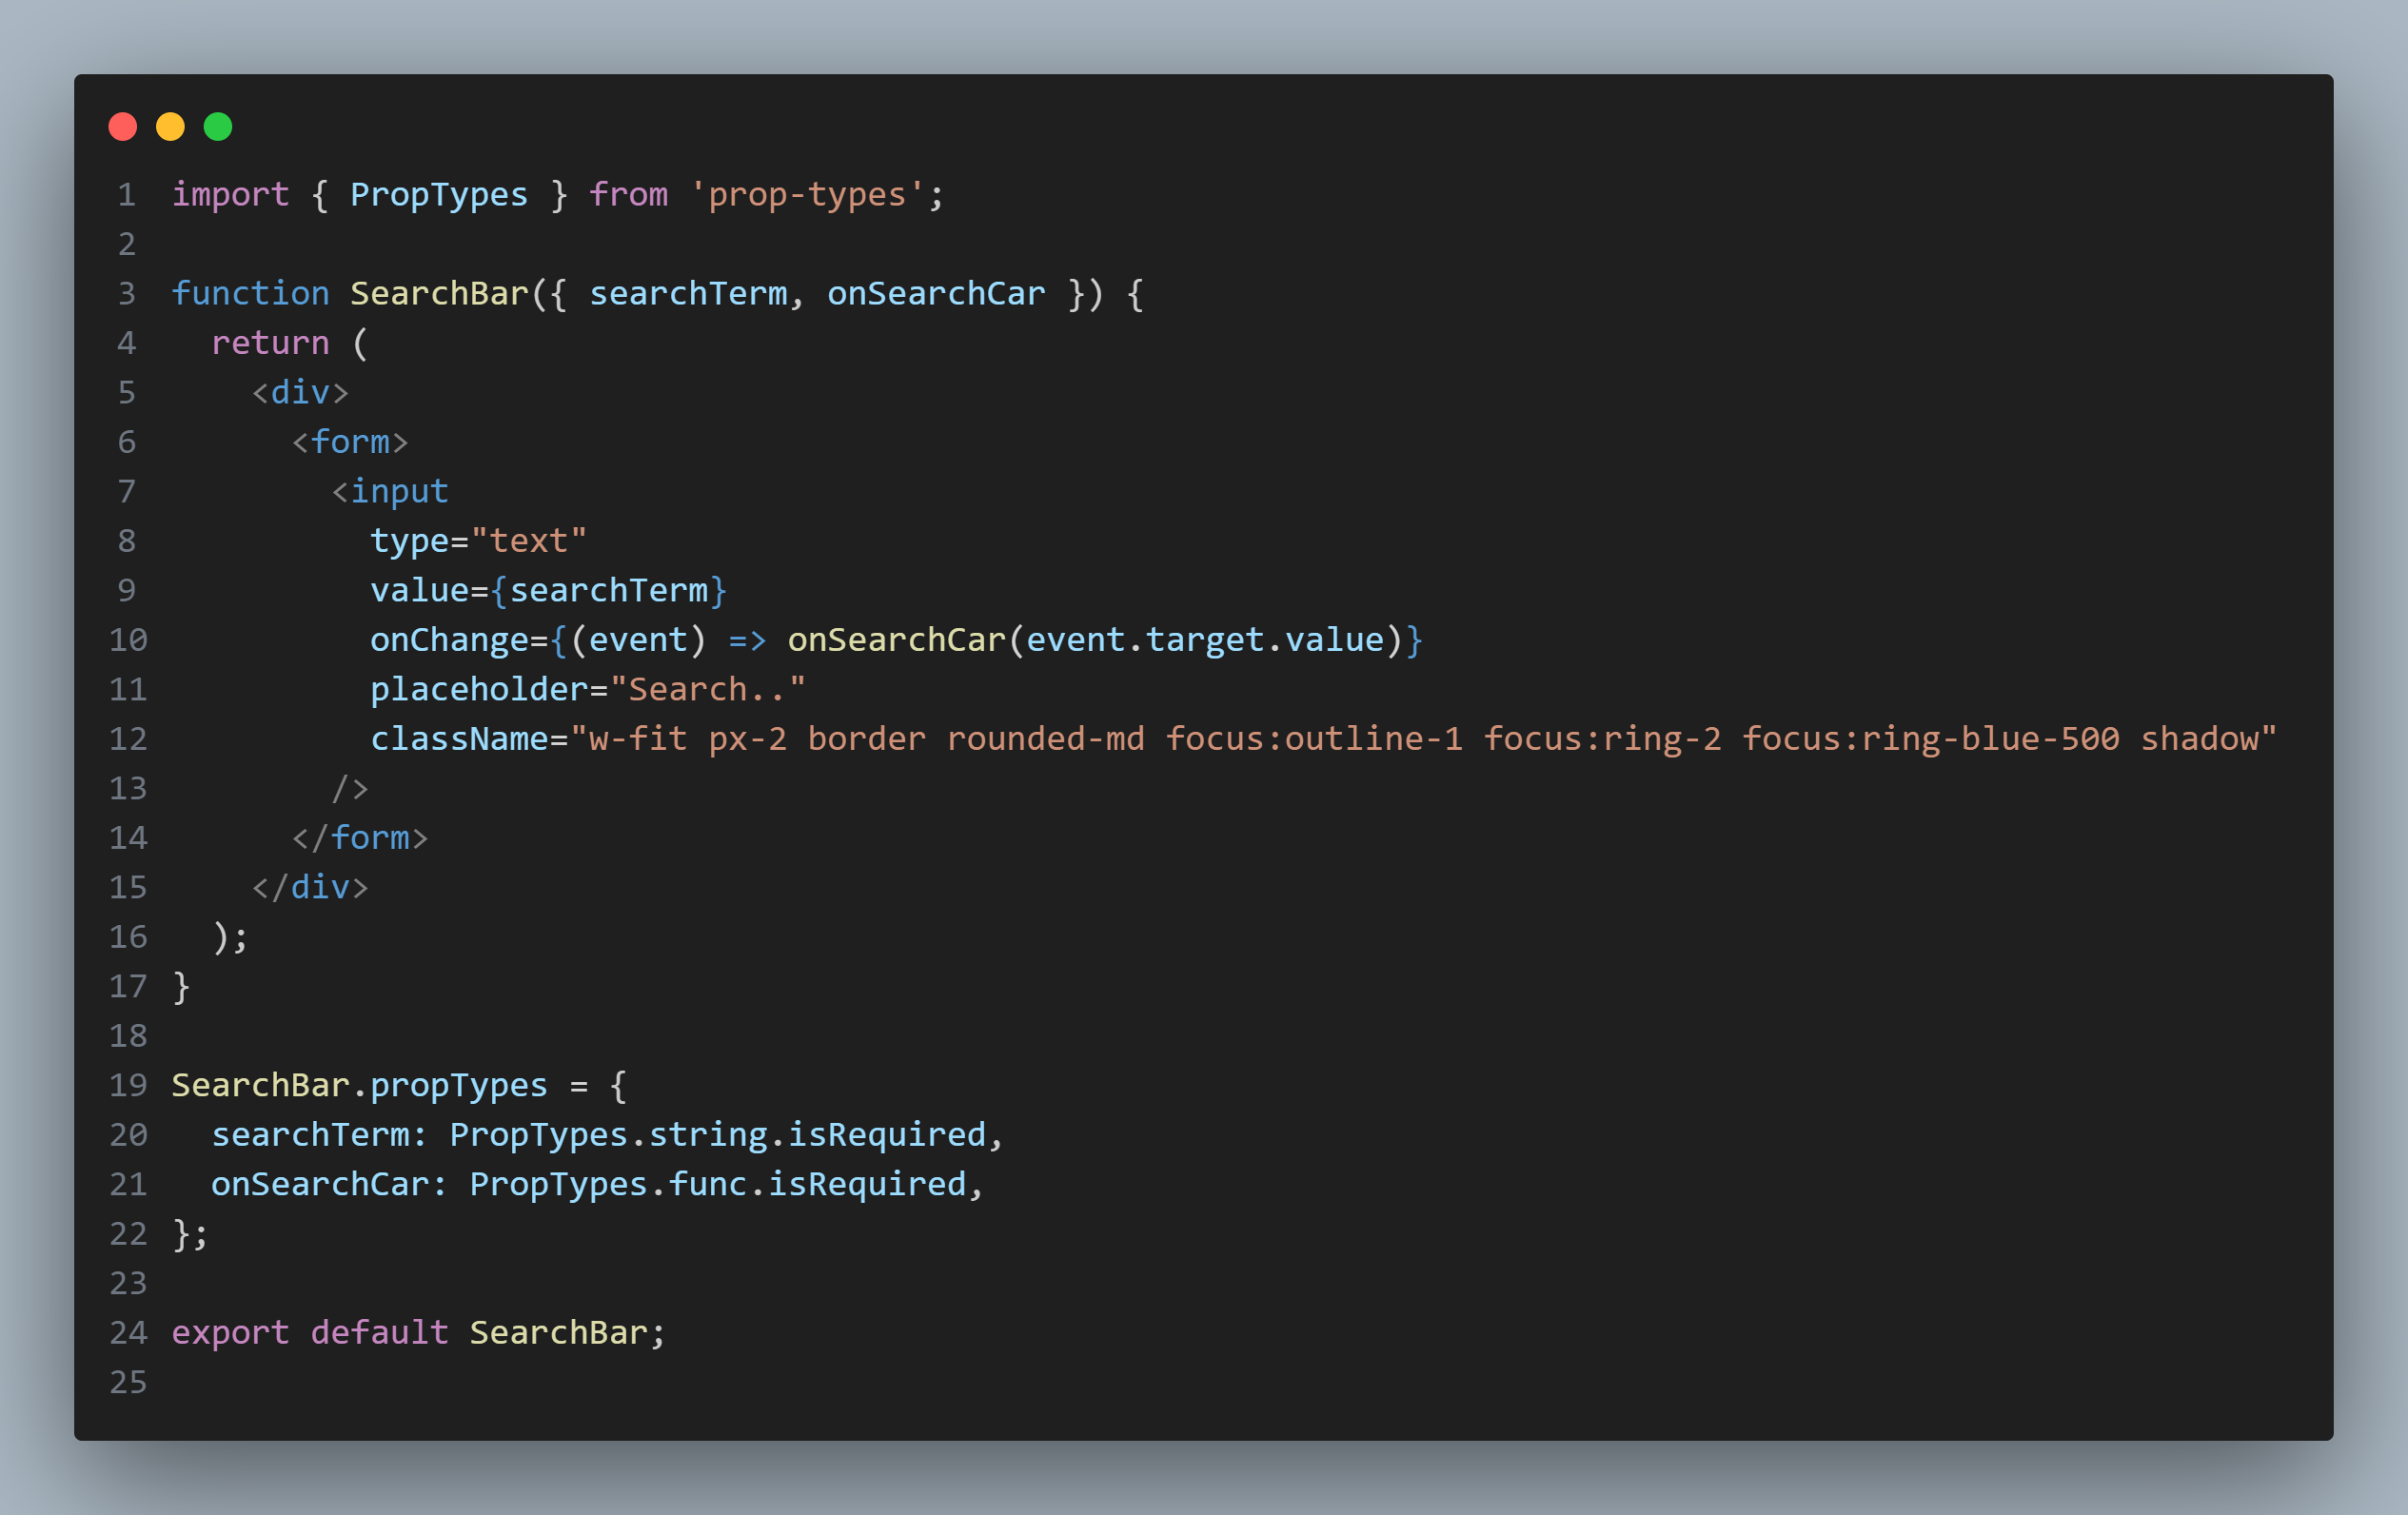 1 import { PropTypes } from 'prop-types';
2
3 function SearchBar({ searchTerm, onSearchCar }) {
4   return (
5     <div>
6       <form>
7         <input
8           type="text"
9           value={searchTerm}
10           onChange={(event) => onSearchCar(event.target.value)}
11           placeholder="Search.."
12           className="w-fit px-2 border rounded-md focus:outline-1 focus:ring-2 focus:ring-blue-500 shadow"
13         />
14       </form>
15     </div>
16   );
17 }
18
19 SearchBar.propTypes = {
20   searchTerm: PropTypes.string.isRequired,
21   onSearchCar: PropTypes.func.isRequired,
22 };
23
24 export default SearchBar;
25